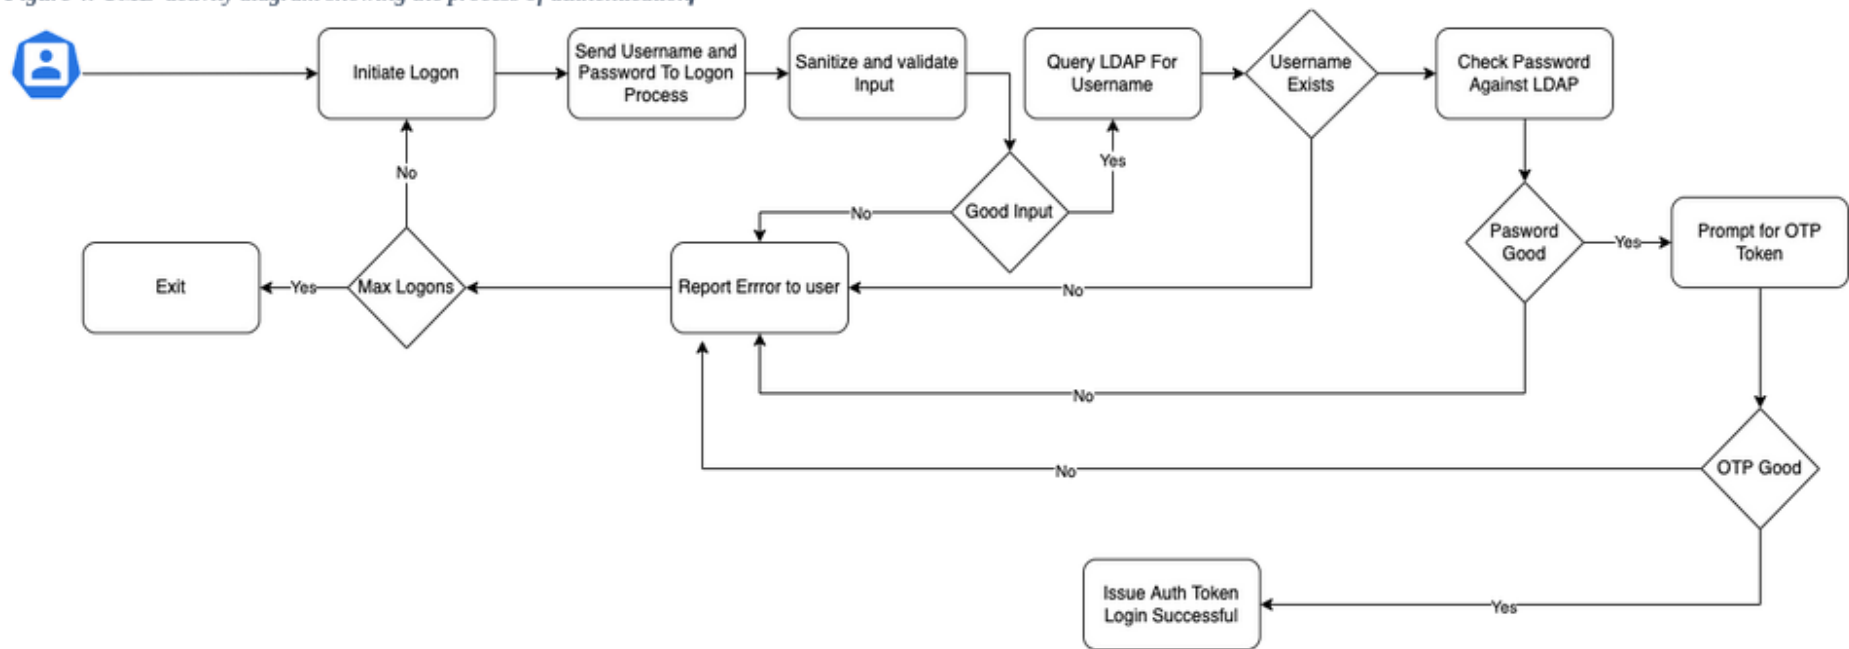 Initiate Logon
Send Username and
Password To Logon
Process
Sanitize and validate
Input
Query LDAP For
Username
Username
Exists
Check Password
Against LDAP
No
Yes
Good Input
No
Pasword
Good
Yes
Prompt for OTP
Token
Exit
Yes
Max Logons
Report Errror to user
No
No
No
OTP Good
Issue Auth Token
Login Successful
Yes